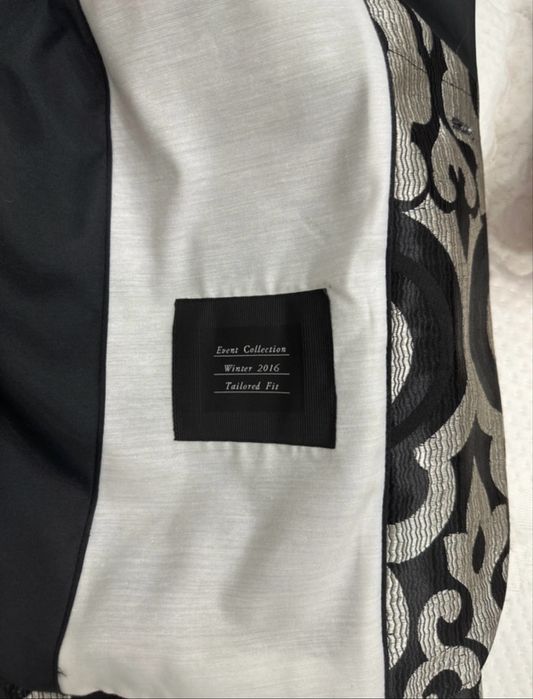 Event Collection
Winter 2016
Tailored Fit